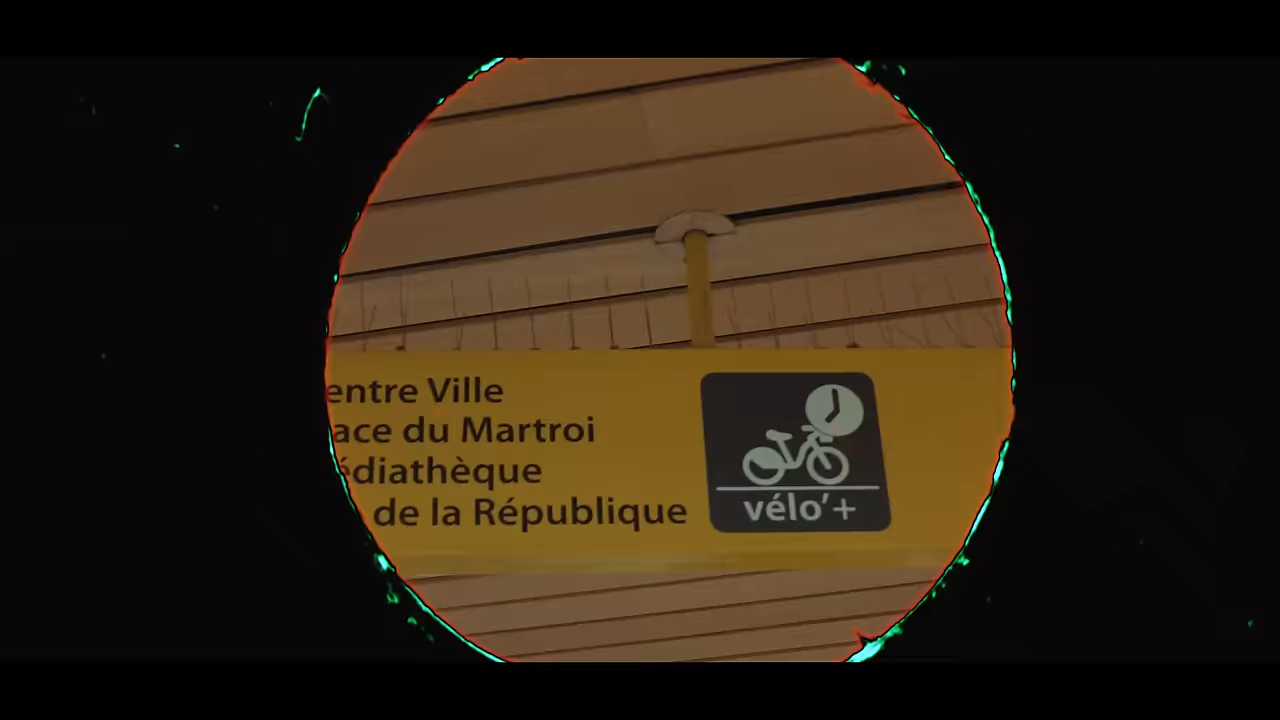 entre Ville
ace du Martroi
édiathèque
de la République
vélo'+